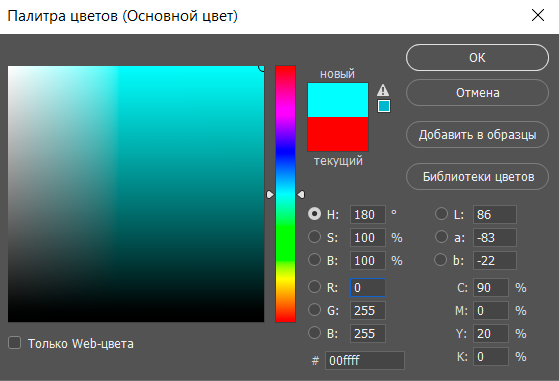 Палитра цветов (Основной цвет)
новый
текущий
ОК
Отмена
Добавить в образцы
Библиотеки цветов
H: 180 °
S: 100 %
B: 100 %
R: 0
G: 255
B: 255
# 00ffff
L: 86
a: -83
b: -22
C: 90 %
M: 0 %
Y: 20 %
K: 0 %
Только Web-цвета